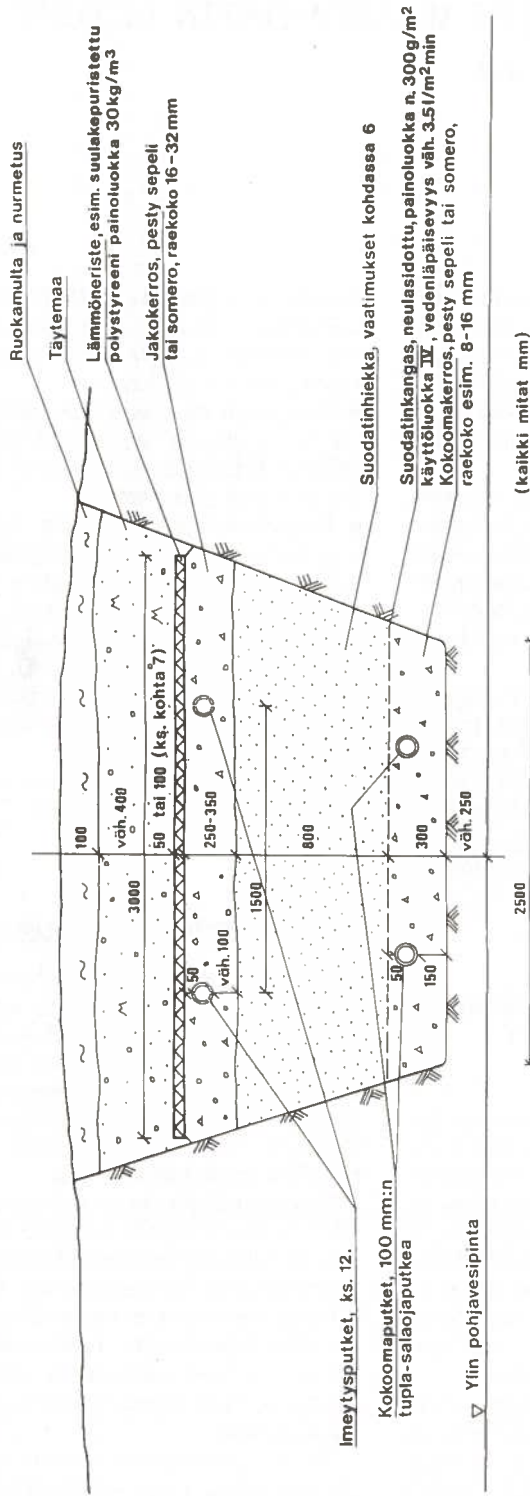 Ruokamulta ja nurmetus
Täytemaa
Lämmöneriste, esim. suulakepuristettu
polystyreeni painoluokka 30kg/m³
Jakokerros, pesty sepeli
tai somero, raekoko 16-32mm
Suodatinhiekka, vaatimukset kohdassa 6
Suodatinkangas, neulasidottu, painoluokka n. 300g/m²
käyttöluokka IV, vedenläpäisevyys väh. 3.5l/m²min
Kokoomakerros, pesty sepeli tai somero,
raekoko esim. 8-16 mm
(kaikki mitat mm)
100
väh. 400
3000
50 tai 100 (ks. kohta 7)
250-350
50
väh. 100
1500
800
50
300
150
väh. 250
2500
Imeytysputket, ks. 12.
Kokoomaputket, 100 mm:n
tupla-salaojaputkea
Ylin pohjavesipinta